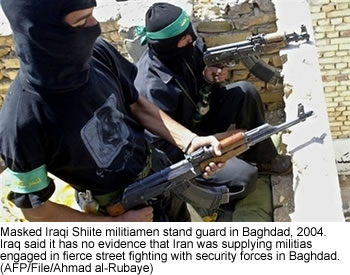 Masked Iraqi Shiite militiamen stand guard in Baghdad, 2004.
Iraq said it has no evidence that Iran was supplying militias
engaged in fierce street fighting with security forces in Baghdad.
(AFP/File/Ahmad al-Rubaye)